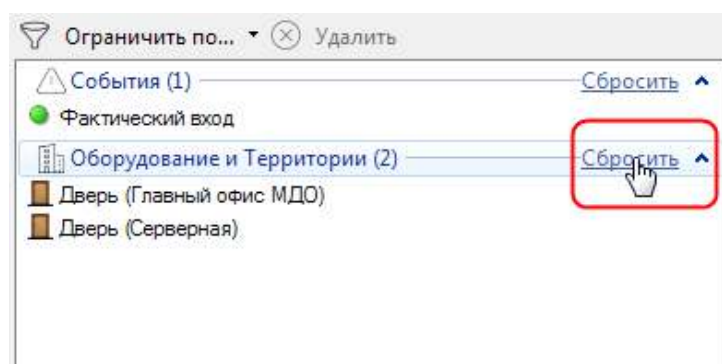 Ограничить по... Удалить
События (1) Сбросить
Фактический вход
Оборудование и Территории (2) Сбросить
Дверь (Главный офис МДО)
Дверь (Серверная)